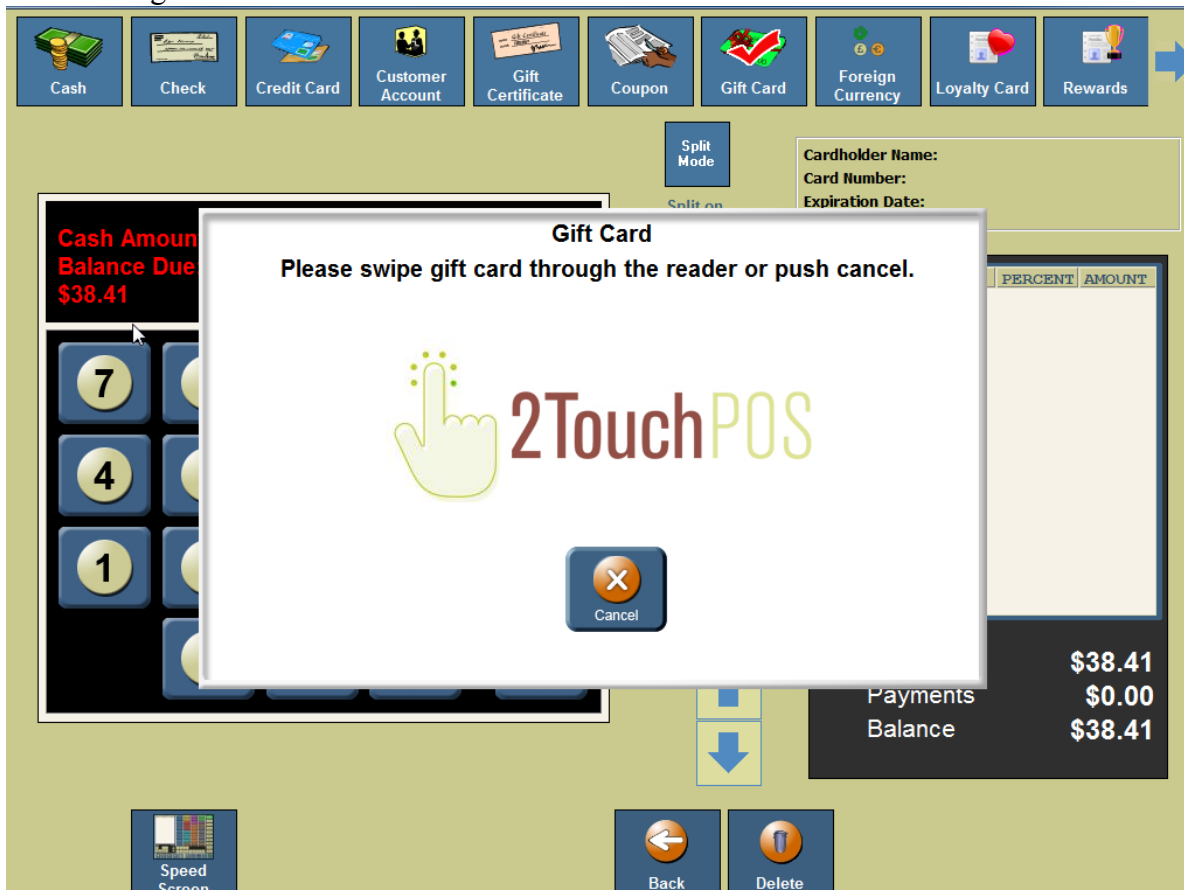 Cash
Check
Credit Card
Customer
Account
Gift
Certificate
Coupon
Gift Card
Foreign
Currency
Loyalty Card
Rewards
Split
Mode
Split on
Cardholder Name:
Card Number:
Expiration Date:
Cash Amoun
Balance Due
$38.41
Gift Card
Please swipe gift card through the reader or push cancel.
2TouchPOS
Cancel
PERCENT AMOUNT
7
4
1
$38.41
Payments $0.00
Balance $38.41
Speed
Screen
Back
Delete